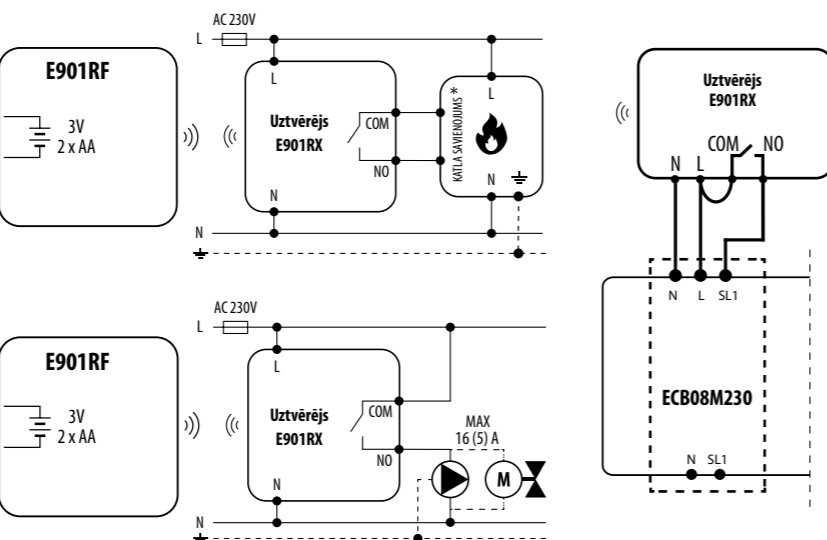 AC 230V
L
E901RF
3V
2 x AA
L
Uztvērējs
E901RX
COM
NO
N
KATLA SAVIENOJUMS *
L
N
N
AC 230V
L
E901RF
3V
2 x AA
L
Uztvērējs
E901RX
COM
NO
N
MAX
16 (5) A
M
N
Uztvērējs
E901RX
N L COM NO
N L SL1
ECB08M230
N SL1